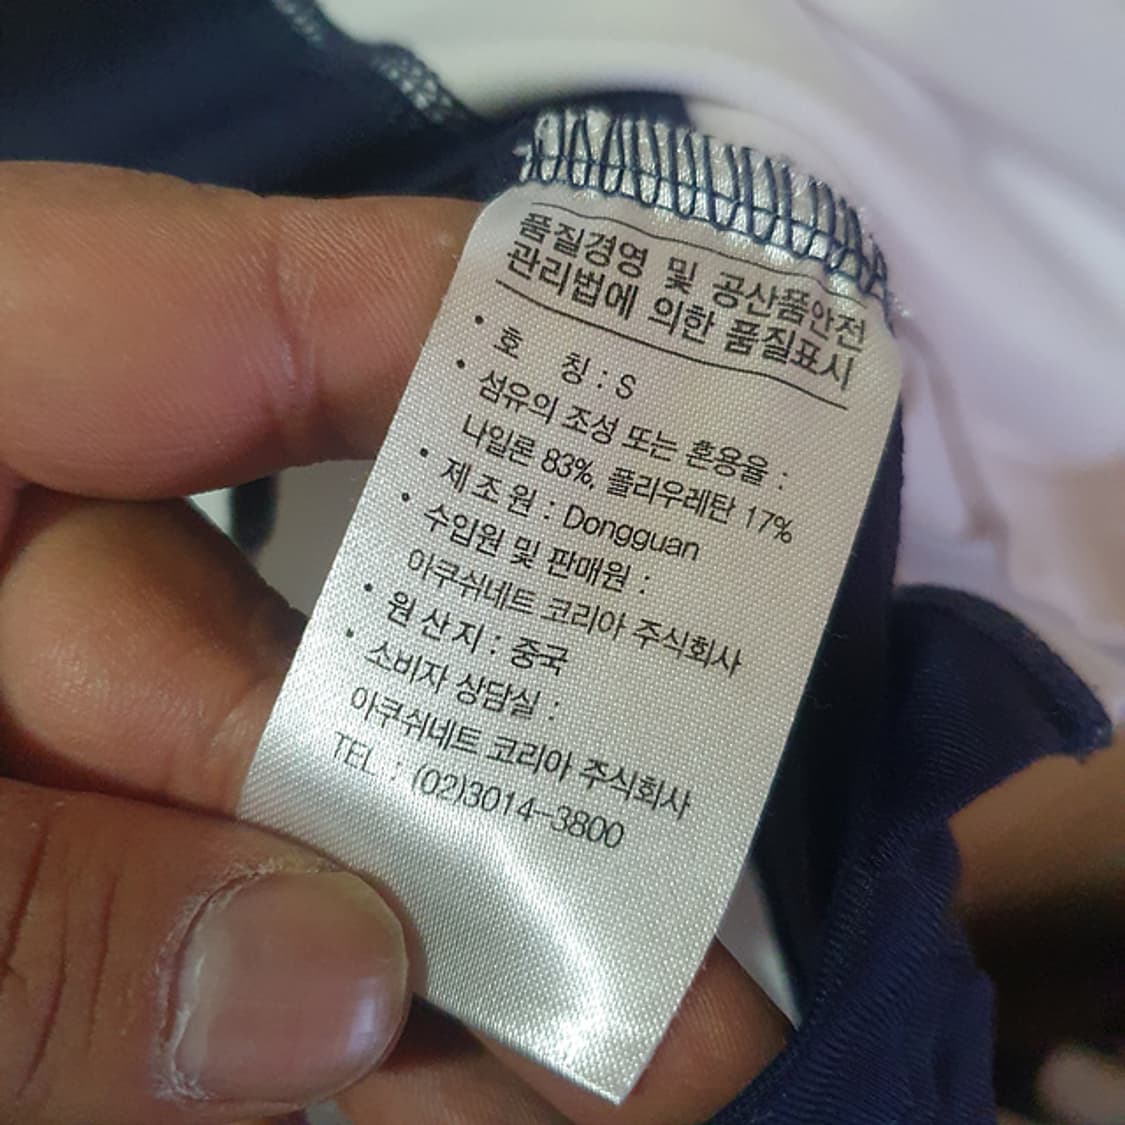 품질경영 및 공산품안전
관리법에 의한 품질표시
• 호 칭 : S
• 섬유의 조성 또는 혼용율 :
나일론 83%, 폴리우레탄 17%
• 제 조 원 : Dongguan
• 수입원 및 판매원 :
아쿠쉬네트 코리아 주식회사
• 원 산 지 : 중국
• 소비자 상담실 :
아쿠쉬네트 코리아 주식회사
TEL : (02)3014-3800